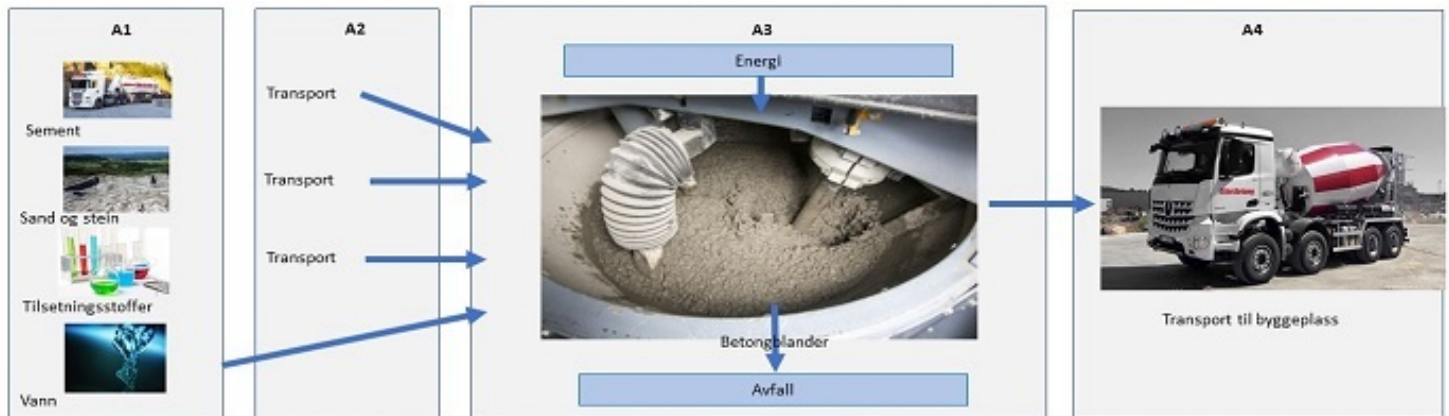 A1
Sement
Sand og stein
Tilsetningsstoffer
Vann
A2
Transport
Transport
Transport
A3
Energi
Betongblander
Avfall
A4
Transport til byggeplass